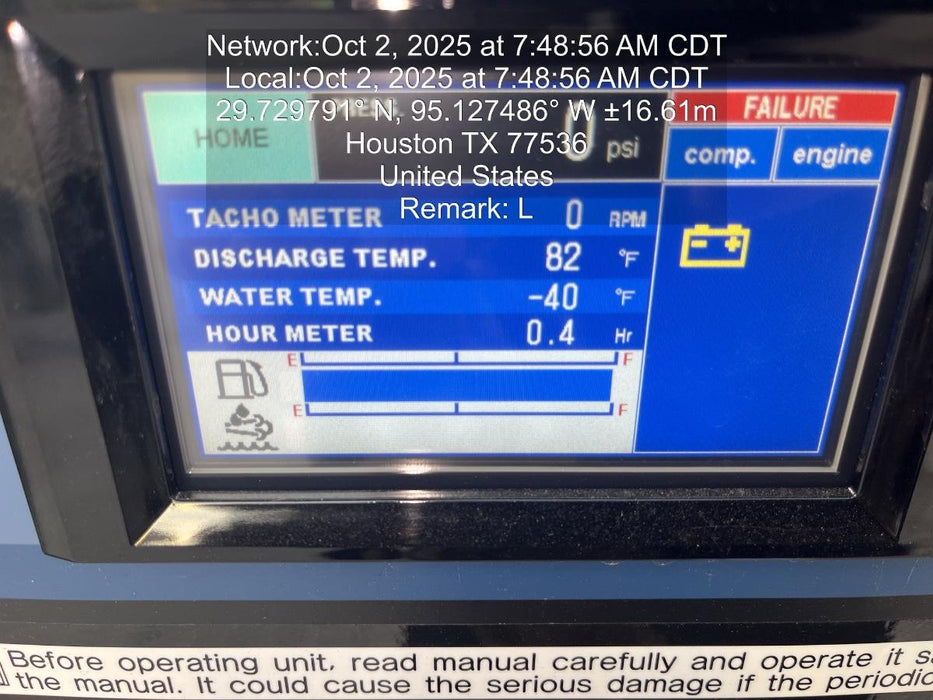 Network:Oct 2, 2025 at 7:48:56 AM CDT
Local:Oct 2, 2025 at 7:48:56 AM CDT
29.729791° N, 95.127486° W ±16.61m
Houston TX 77536
United States
Remark: L
HOME
0 psi
FAILURE
comp. engine
TACHO METER 0 RPM
DISCHARGE TEMP. 82 °F
WATER TEMP. -40 °F
HOUR METER 0.4 Hr
E F
E F
Before operating unit, read manual carefully and operate it
the manual. It could cause the serious damage if the